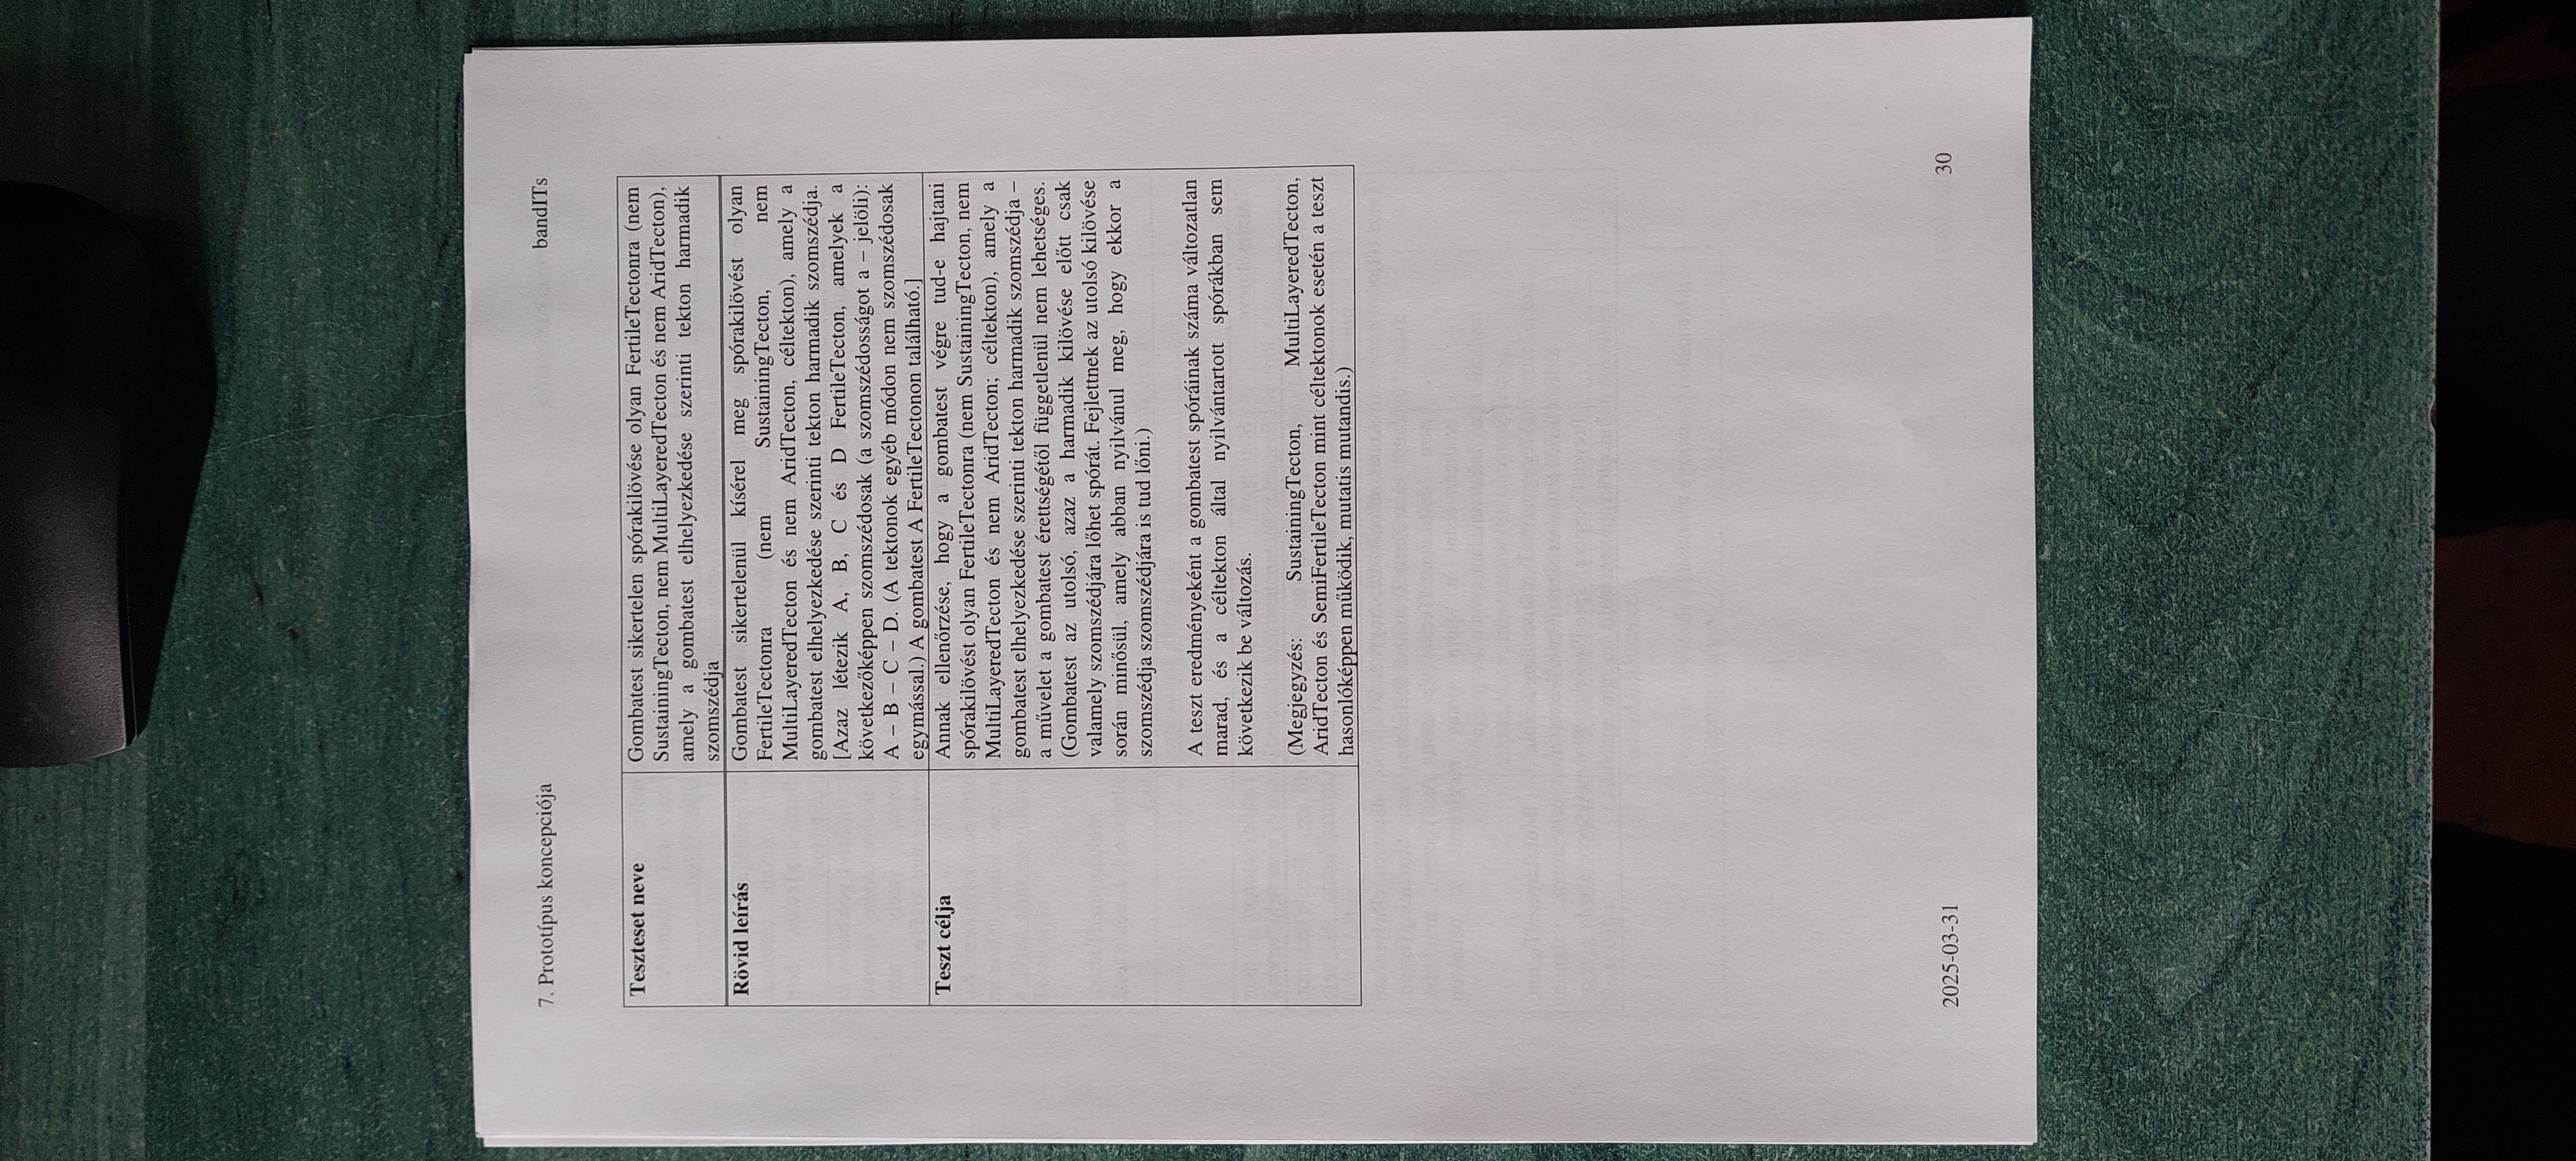 7. Prototípus koncepciója bandITs
Teszteset neve Gombatest sikertelen spórakilövése olyan FertileTectonra (nem
SustainingTecton, nem MultiLayeredTecton és nem AridTecton),
amely a gombatest elhelyezkedése szerinti tekton harmadik
szomszédja
Rövid leírás Gombatest sikertelenül kísérel meg spórakilövést olyan
FertileTectonra (nem SustainingTecton, nem
MultiLayeredTecton és nem AridTecton, céltekton), amely a
gombatest elhelyezkedése szerinti tekton harmadik szomszédja.
[Azaz létezik A, B, C és D FertileTecton, amelyek a
következőképpen szomszédosak (a szomszédosságot a – jelöli):
A – B – C – D. (A tektonok egyéb módon nem szomszédosak
egymással.) A gombatest A FertileTectonon található.]
Teszt célja Annak ellenőrzése, hogy a gombatest végre tud-e hajtani
spórakilövést olyan FertileTectonra (nem SustainingTecton, nem
MultiLayeredTecton és nem AridTecton; céltekton), amely a
gombatest elhelyezkedése szerinti tekton harmadik szomszédja –
a művelet a gombatest érettségétől függetlenül nem lehetséges.
(Gombatest az utolsó, azaz a harmadik kilövése előtt csak
valamely szomszédjára lőhet spórát. Fejlettnek az utolsó kilövése
során minősül, amely abban nyilvánul meg, hogy ekkor a
szomszédja szomszédjára is tud lőni.)
A teszt eredményeként a gombatest spóráinak száma változatlan
marad, és a céltekton által nyilvántartott spórákban sem
következik be változás.
(Megjegyzés: SustainingTecton, MultiLayeredTecton,
AridTecton és SemiFertileTecton mint céltektonok esetén a teszt
hasonlóképpen működik, mutatis mutandis.)
2025-03-31 30